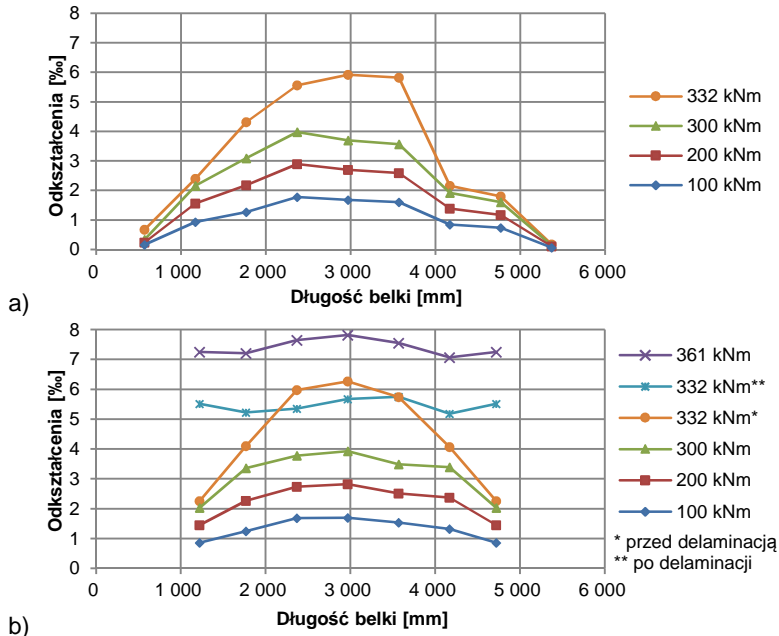 8
7
6
5
4
3
2
1
0
Odkształcenia [‰]
0 1 000 2 000 3 000 4 000 5 000 6 000
Długość belki [mm]
332 kNm
300 kNm
200 kNm
100 kNm
a)
8
7
6
5
4
3
2
1
0
Odkształcenia [‰]
0 1 000 2 000 3 000 4 000 5 000 6 000
Długość belki [mm]
361 kNm
332 kNm**
332 kNm*
300 kNm
200 kNm
100 kNm
* przed delaminacją
** po delaminacji
b)